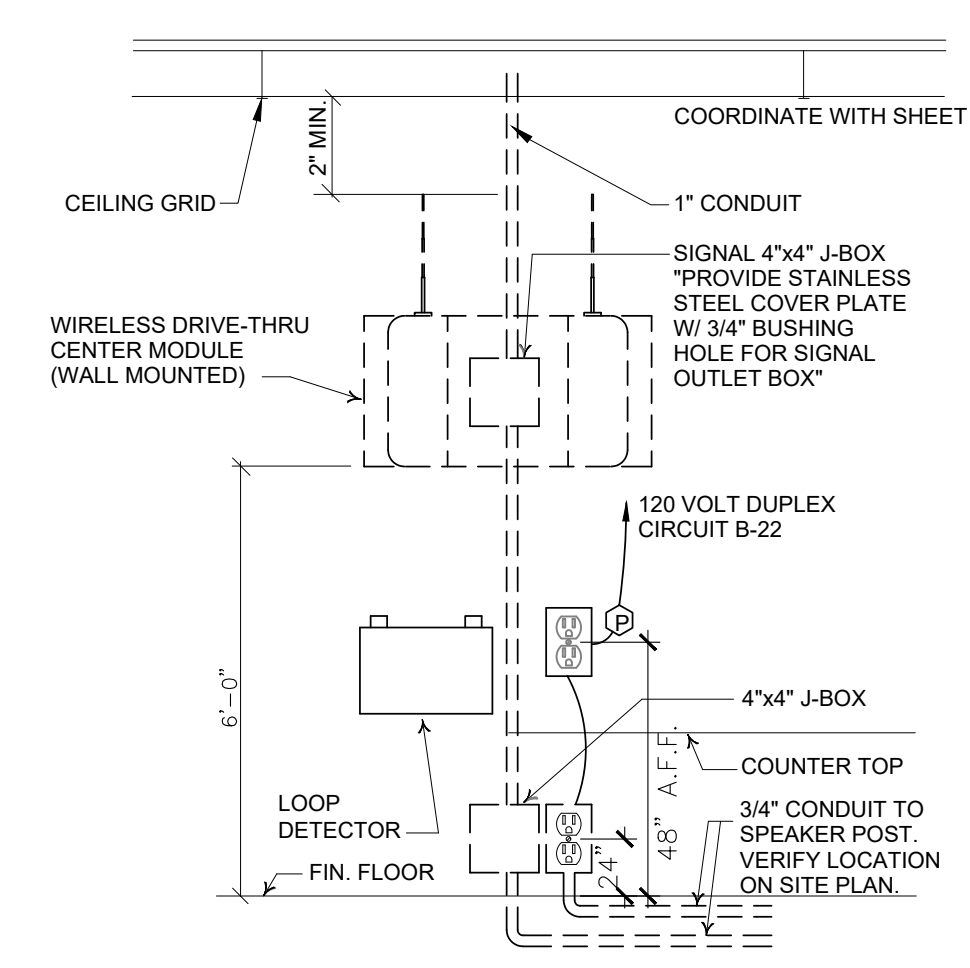 COORDINATE WITH SHEET
2" MIN.
CEILING GRID
1" CONDUIT
SIGNAL 4"x4" J-BOX
"PROVIDE STAINLESS
STEEL COVER PLATE
W/ 3/4" BUSHING
HOLE FOR SIGNAL
OUTLET BOX"
WIRELESS DRIVE-THRU
CENTER MODULE
(WALL MOUNTED)
120 VOLT DUPLEX
CIRCUIT B-22
P
6'-0"
4"x4" J-BOX
COUNTER TOP
LOOP
DETECTOR
48" A.F.F.
24"
3/4" CONDUIT TO
SPEAKER POST.
VERIFY LOCATION
ON SITE PLAN.
FIN. FLOOR